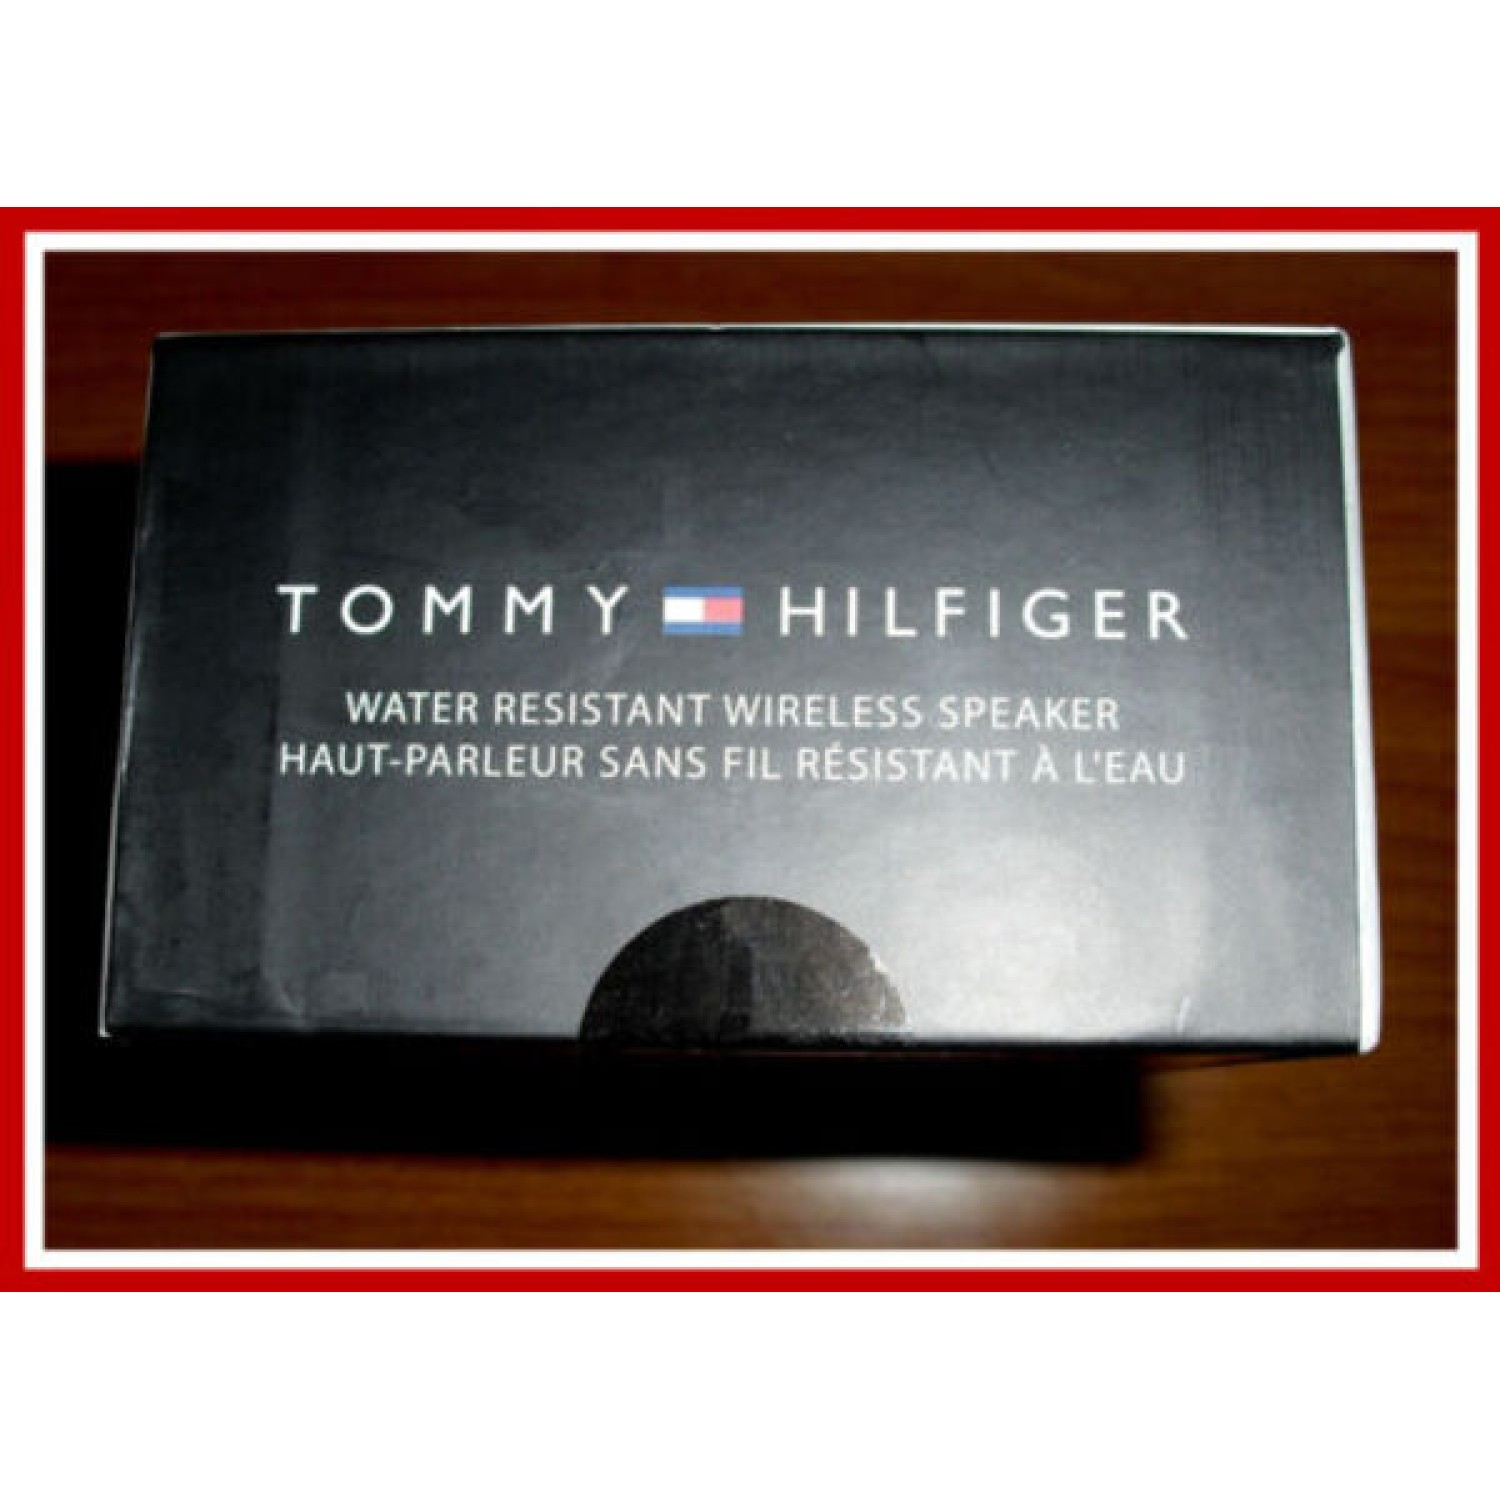 TOMMY HILFIGER
WATER RESISTANT WIRELESS SPEAKER
HAUT-PARLEUR SANS FIL RÉSISTANT À L'EAU